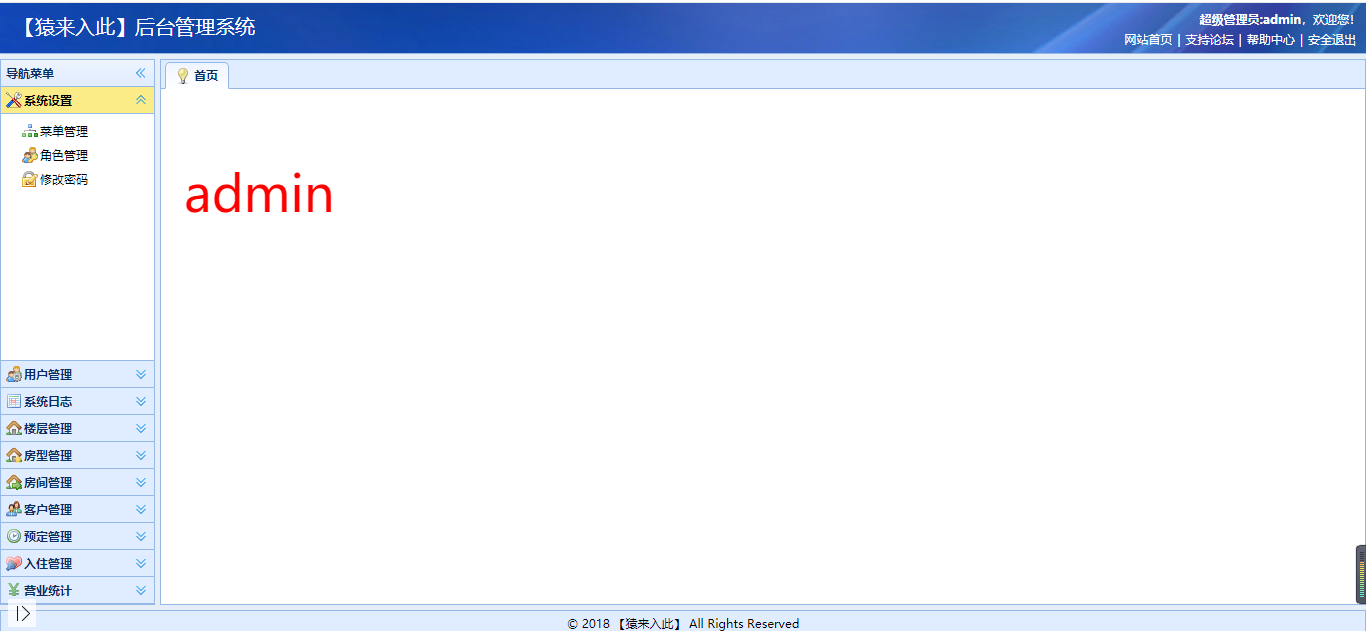 【猿来入此】后台管理系统
超级管理员:admin，欢迎您!
网站首页 | 支持论坛 | 帮助中心 | 安全退出
导航菜单
首页
系统设置
菜单管理
角色管理
修改密码
admin
用户管理
系统日志
楼层管理
房型管理
房间管理
客户管理
预定管理
入住管理
营业统计
© 2018 【猿来入此】 All Rights Reserved